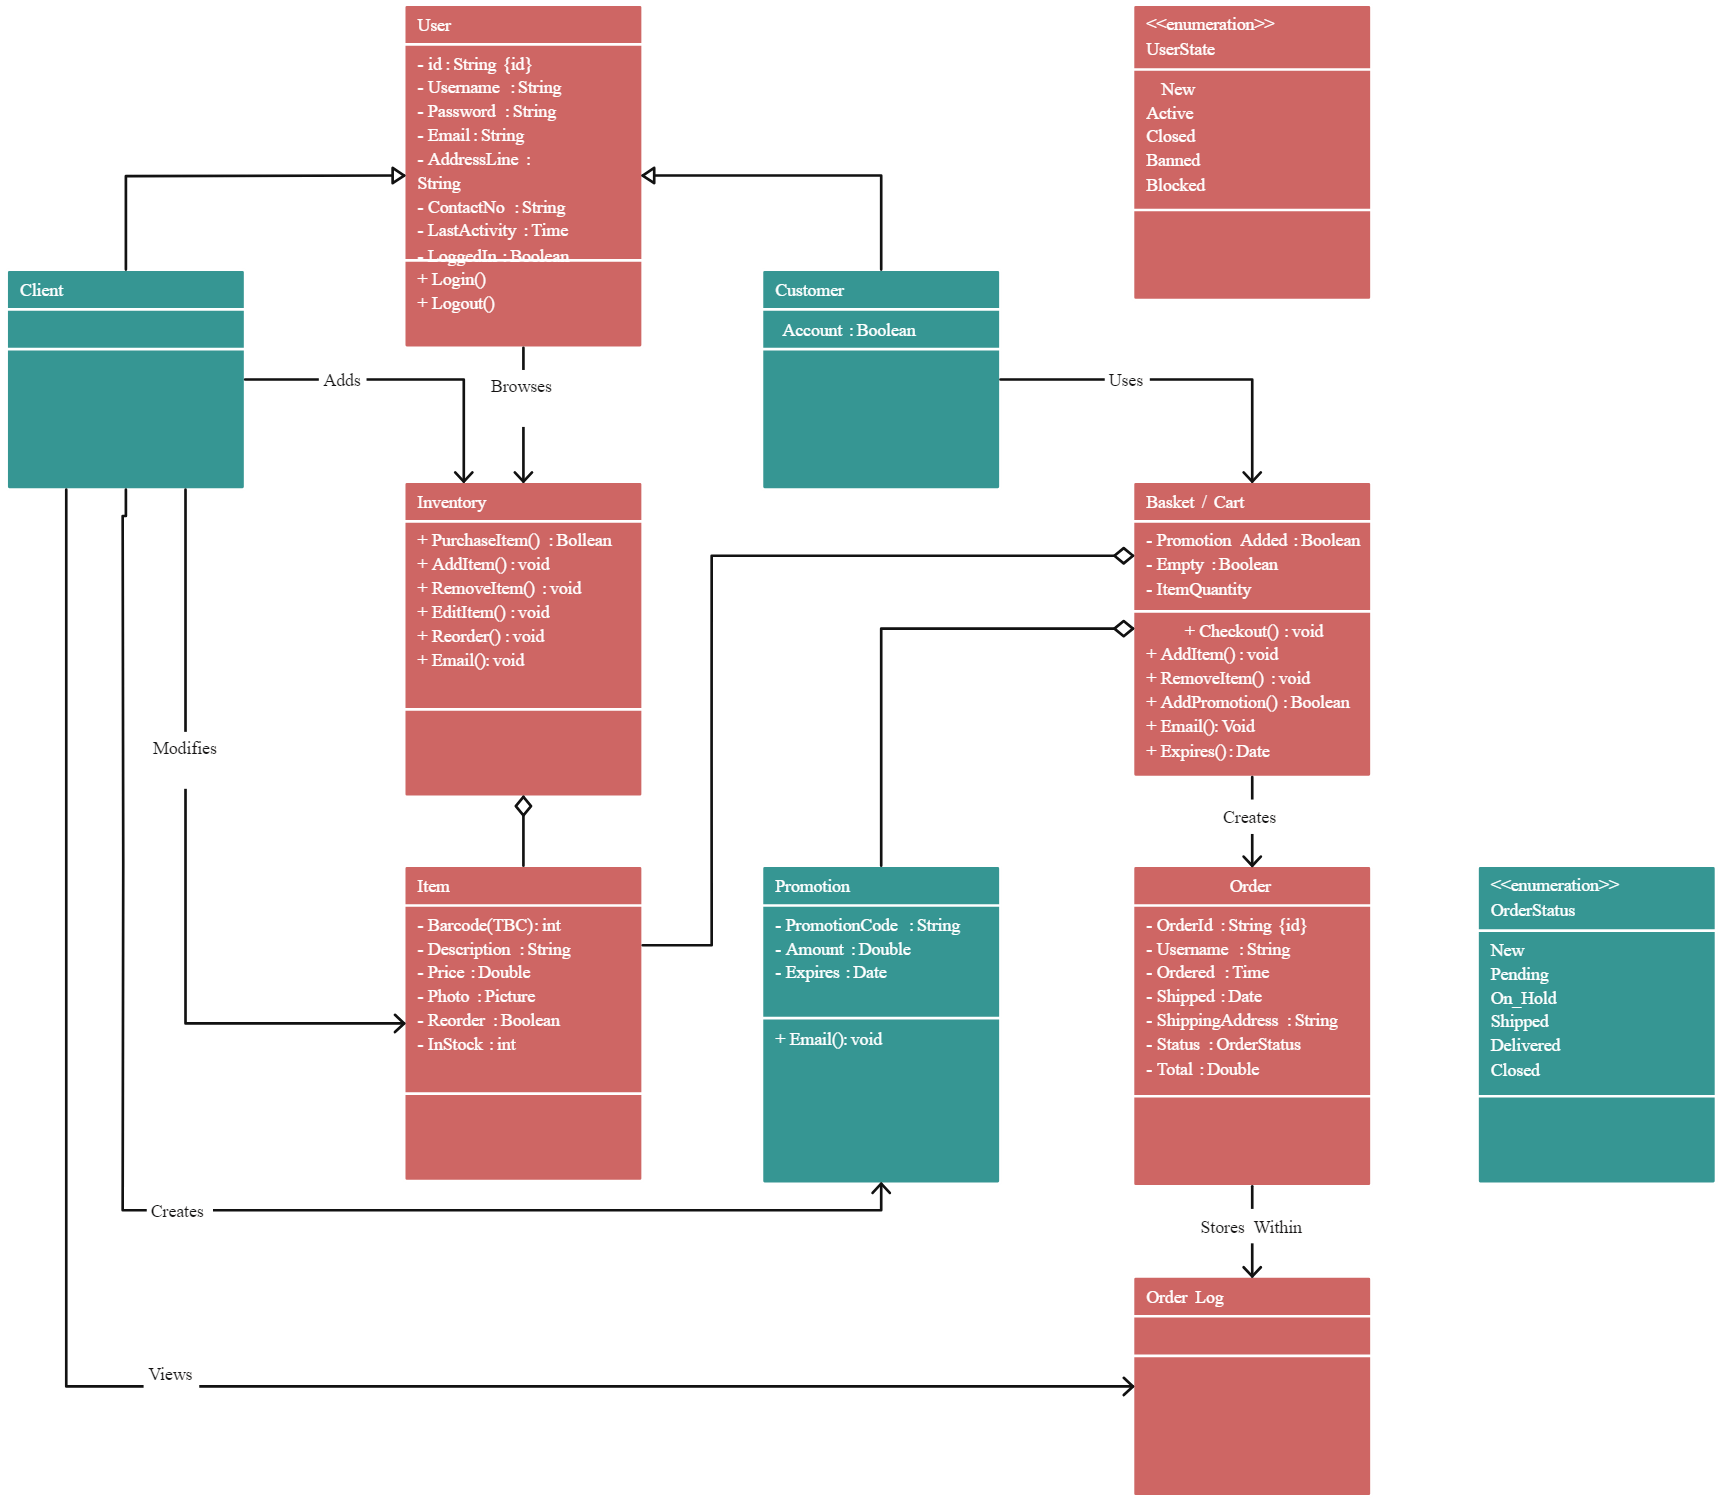 User
- id : String {id}
- Username : String
- Password : String
- Email : String
- AddressLine :
String
- ContactNo : String
- LastActivity : Time
- LoggedIn : Boolean
+ Login()
+ Logout()
<<enumeration>>
UserState
New
Active
Closed
Banned
Blocked
Client
Customer
Account : Boolean
Adds
Browses
Uses
Inventory
+ PurchaseItem() : Bollean
+ AddItem() : void
+ RemoveItem() : void
+ EditItem() : void
+ Reorder() : void
+ Email(): void
Basket / Cart
- Promotion Added : Boolean
- Empty : Boolean
- ItemQuantity
+ Checkout() : void
+ AddItem() : void
+ RemoveItem() : void
+ AddPromotion() : Boolean
+ Email(): Void
+ Expires() : Date
Modifies
Creates
Item
- Barcode(TBC): int
- Description : String
- Price : Double
- Photo : Picture
- Reorder : Boolean
- InStock : int
Promotion
- PromotionCode : String
- Amount : Double
- Expires : Date
+ Email(): void
Order
- OrderId : String {id}
- Username : String
- Ordered : Time
- Shipped : Date
- ShippingAddress : String
- Status : OrderStatus
- Total : Double
<<enumeration>>
OrderStatus
New
Pending
On_Hold
Shipped
Delivered
Closed
Creates
Stores Within
Order Log
Views